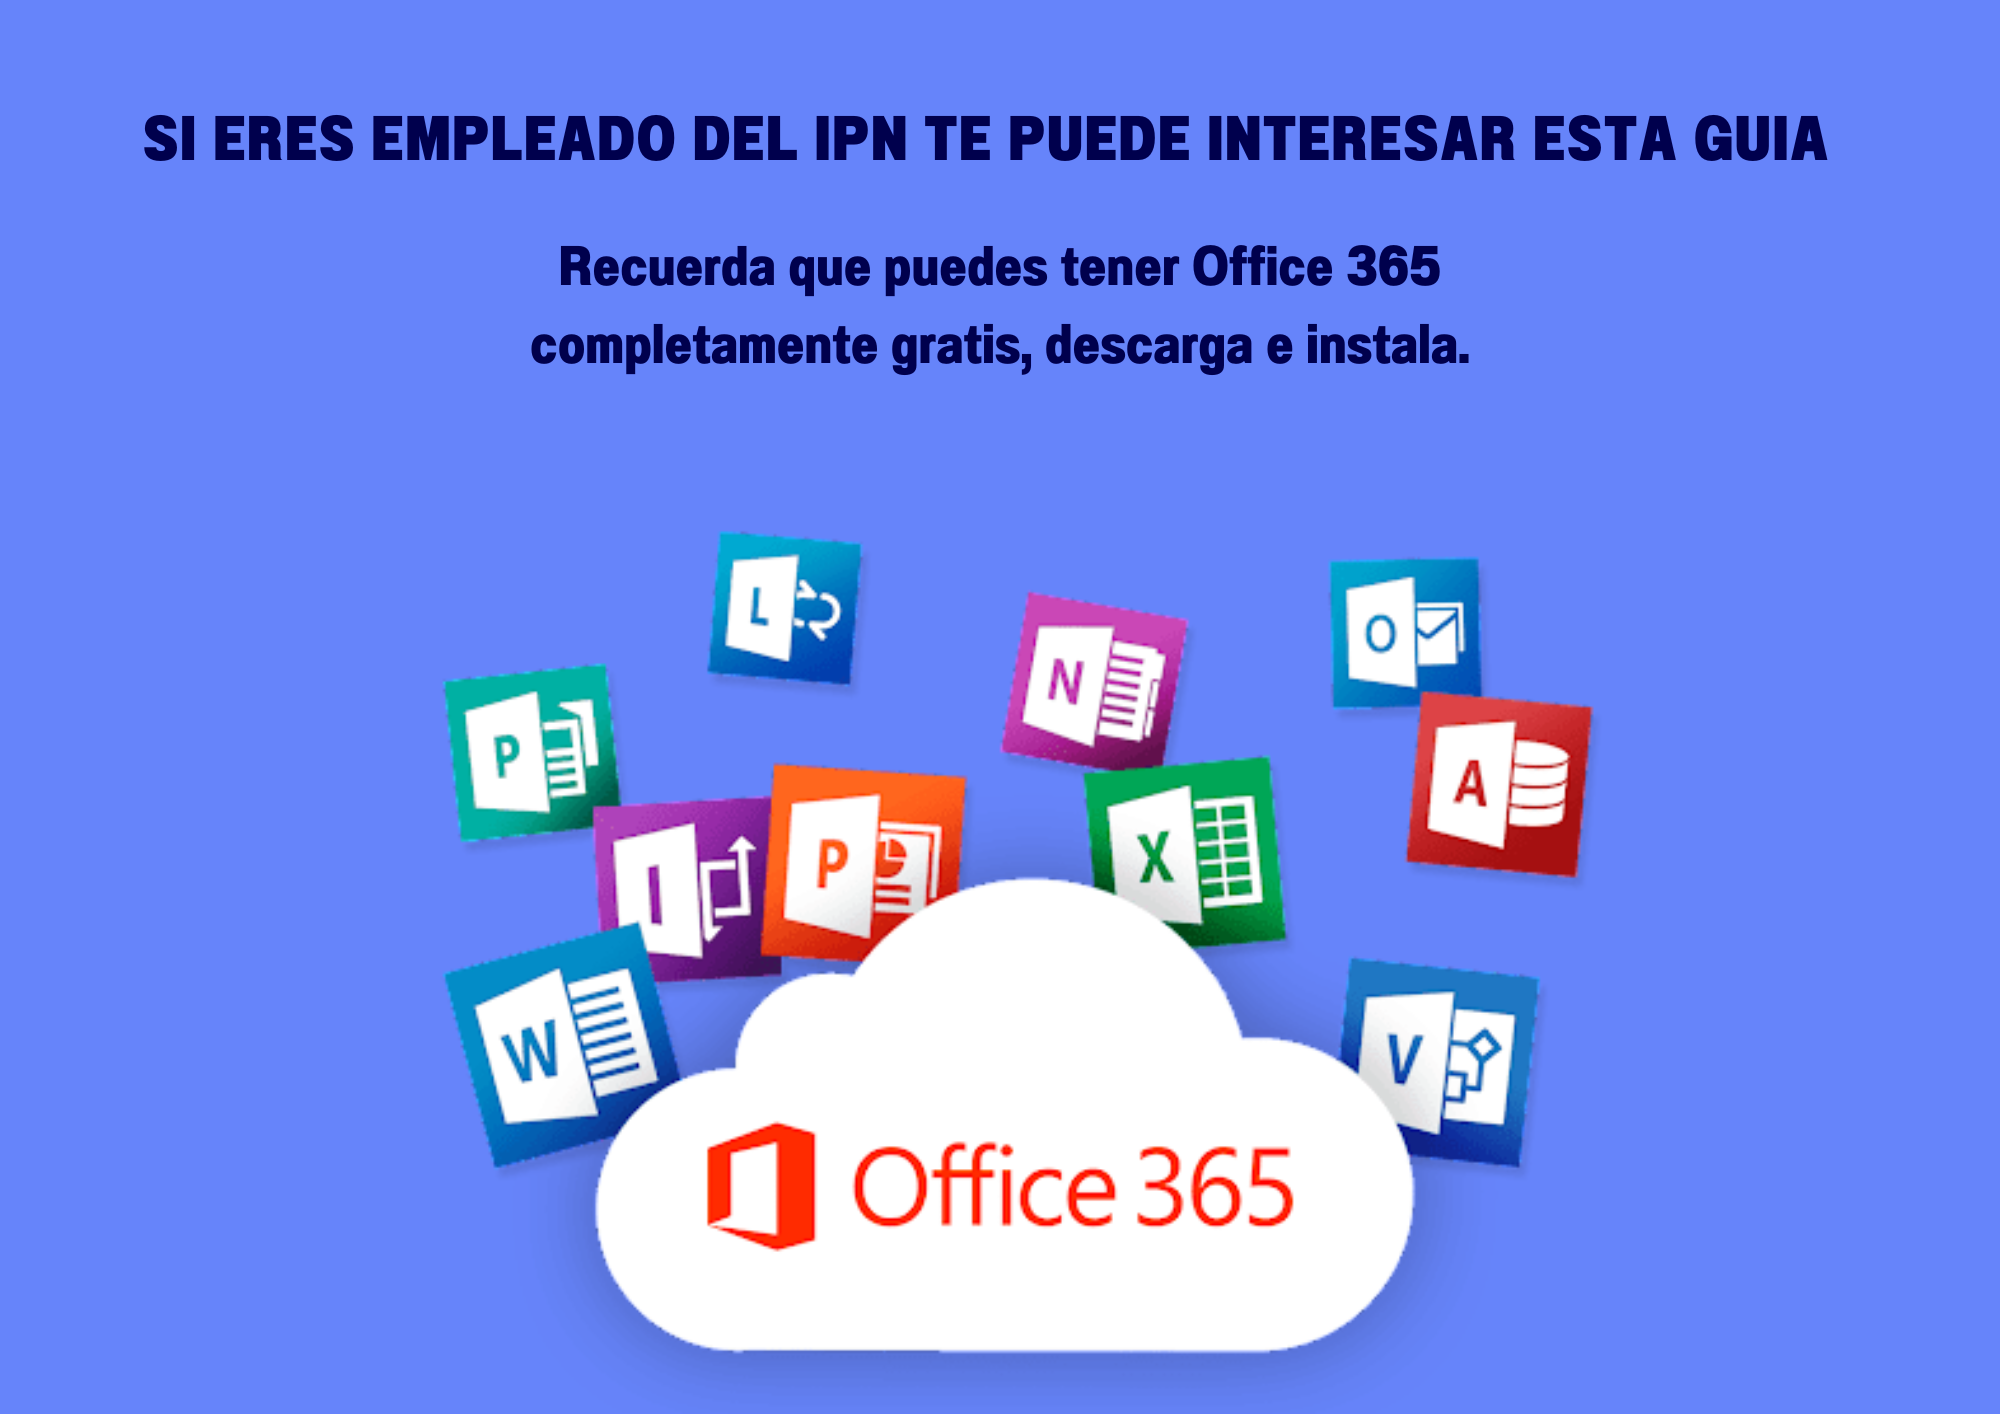 SI ERES EMPLEADO DEL IPN TE PUEDE INTERESAR ESTA GUIA
Recuerda que puedes tener Office 365
completamente gratis, descarga e instala.
L
N
O
P
A
I
P
X
W
V
Office 365